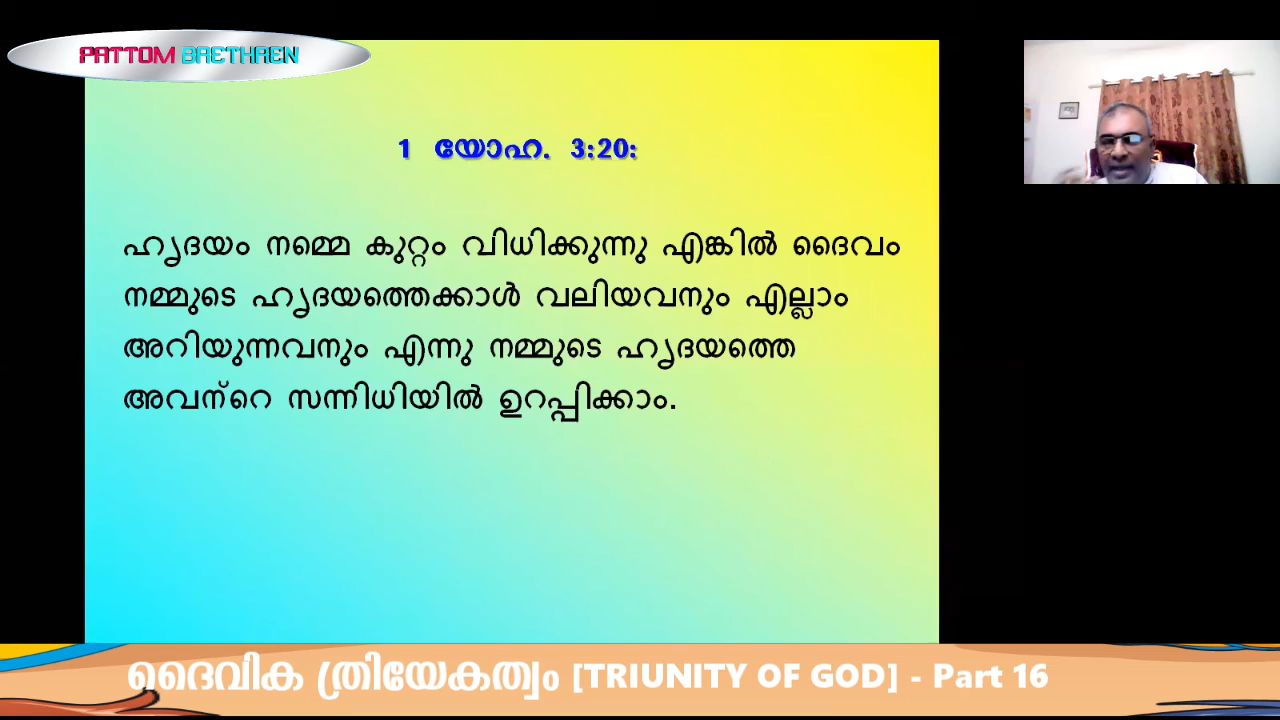 PATTOM BRETHREN
1 യോഹ. 3:20:
ഹൃദയം നമ്മെ കുറ്റം വിധിക്കുന്നു എങ്കിൽ ദൈവം
നമ്മുടെ ഹൃദയത്തെക്കാൾ വലിയവനും എല്ലാം
അറിയുന്നവനും എന്നു നമ്മുടെ ഹൃദയത്തെ
അവന്റെ സന്നിധിയിൽ ഉറപ്പിക്കാം.
ദൈവിക ത്രിയേകത്വം [TRIUNITY OF GOD] - Part 16